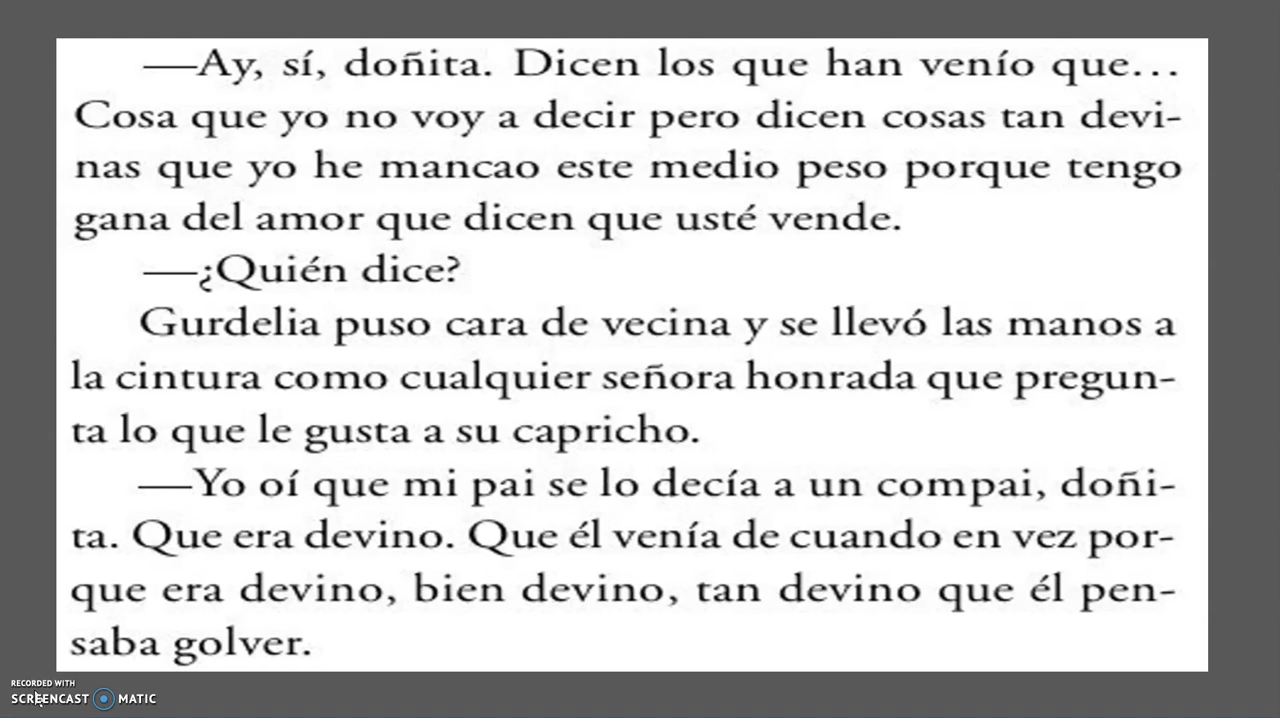 —Ay, sí, doñita. Dicen los que han venío que...
Cosa que yo no voy a decir pero dicen cosas tan devi-
nas que yo he mancao este medio peso porque tengo
gana del amor que dicen que usté vende.
—¿Quién dice?
Gurdelia puso cara de vecina y se llevó las manos a
la cintura como cualquier señora honrada que pregun-
ta lo que le gusta a su capricho.
—Yo oí que mi pai se lo decía a un compai, doñi-
ta. Que era devino. Que él venía de cuando en vez por-
que era devino, bien devino, tan devino que él pen-
saba golver.
RECORDED WITH
SCREENCAST MATIC